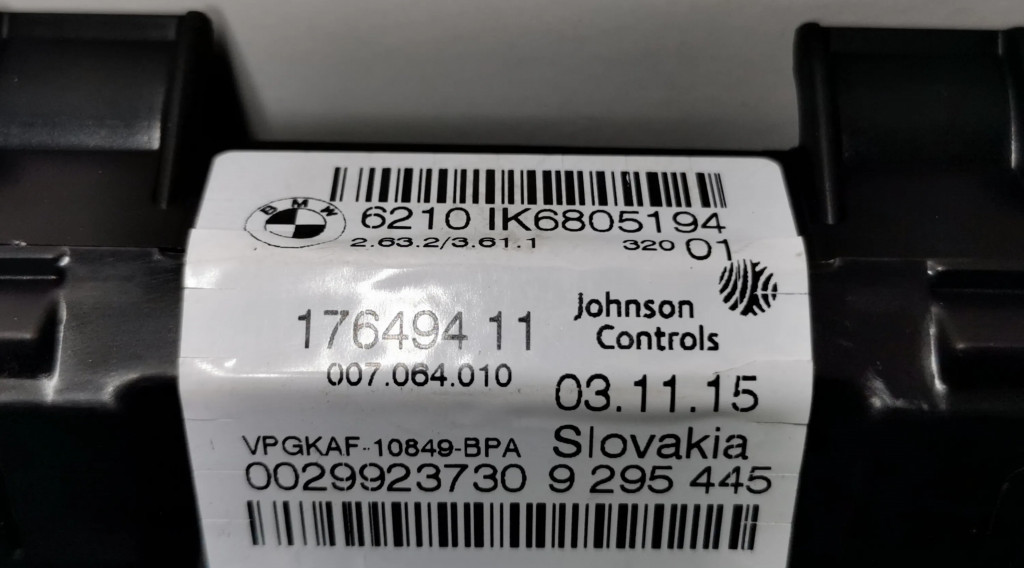 BMW
6210 IK6805194
2.63.2/3.61.1 320 01
176494 11
Johnson
Controls
007.064.010
03.11.15
VPGKAF-10849-BPA Slovakia
0029923730 9 295 445